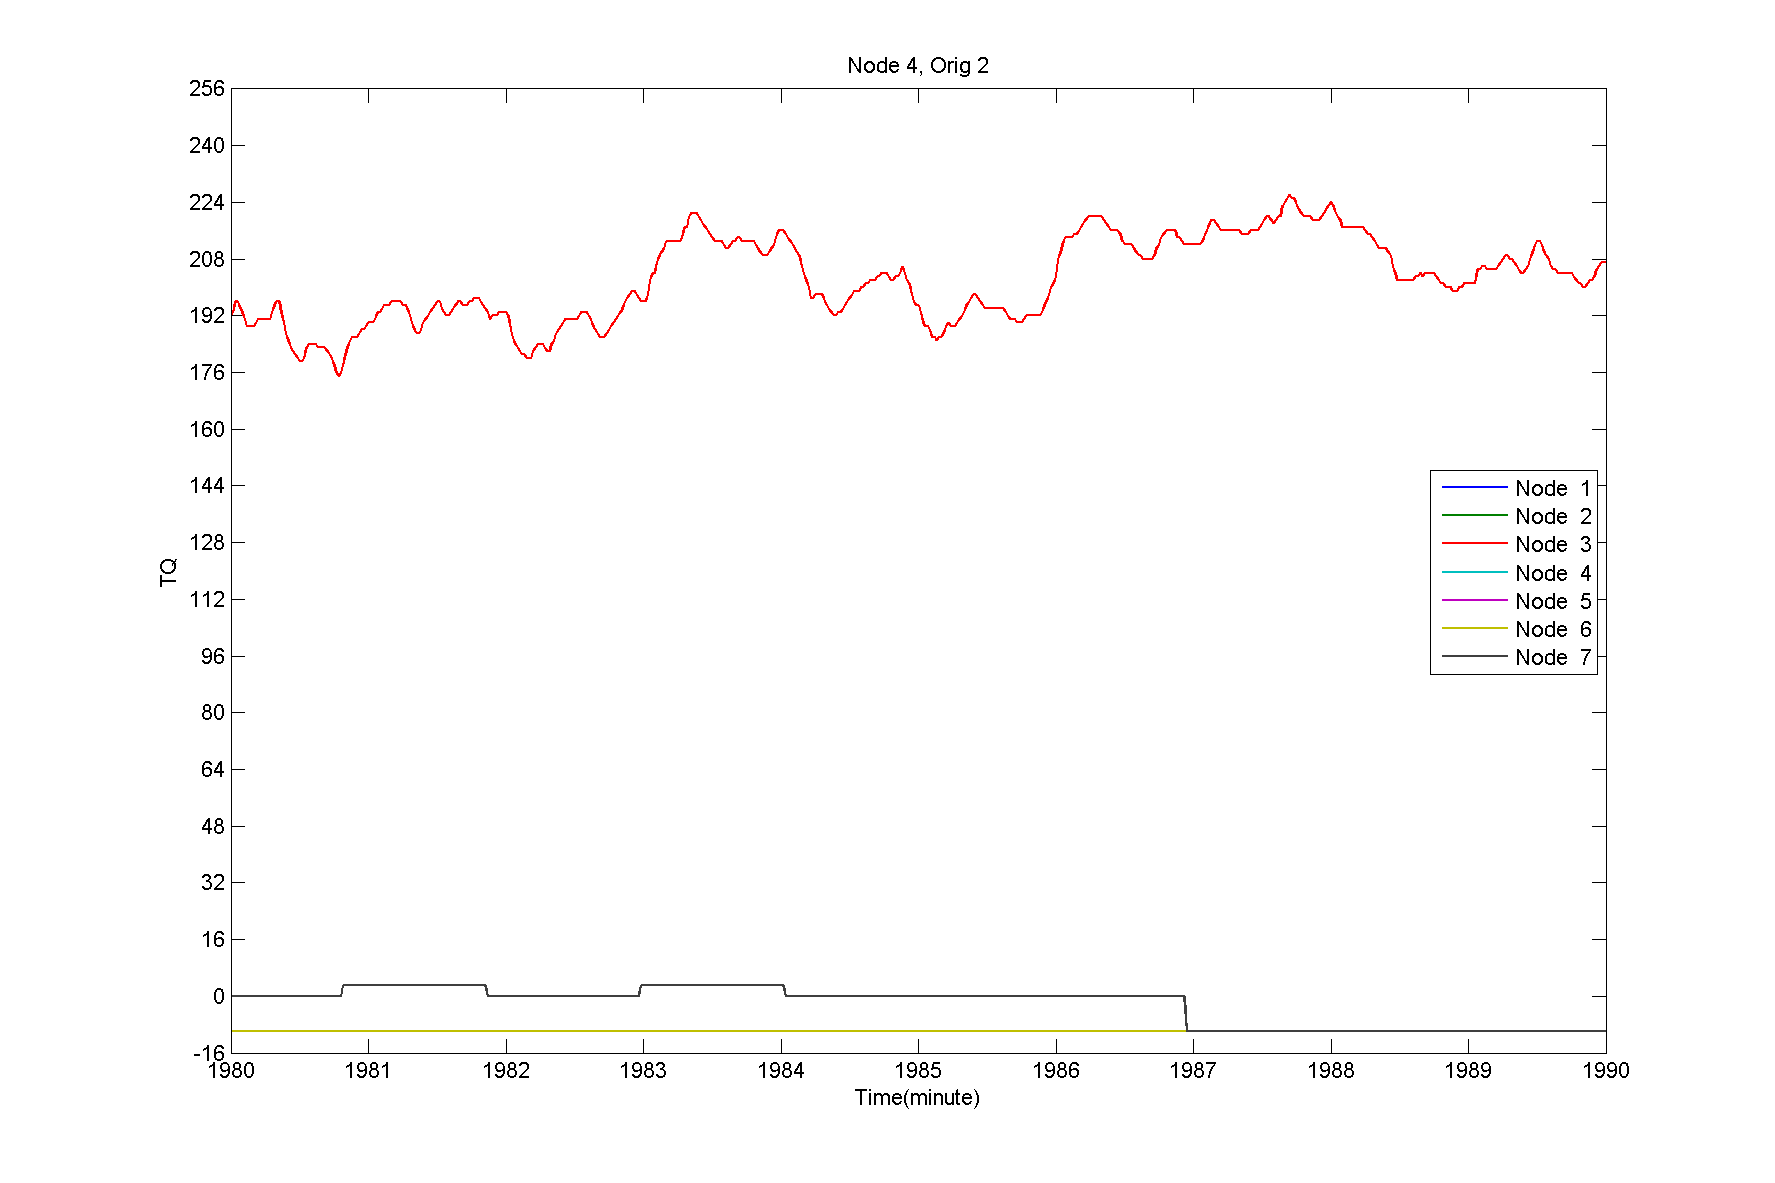 Node 4, Orig 2
256
240
224
208
192
176
160
144
128
112
96
80
64
48
32
16
0
-16
TQ
Node 1
Node 2
Node 3
Node 4
Node 5
Node 6
Node 7
1980 1981 1982 1983 1984 1985 1986 1987 1988 1989 1990
Time(minute)